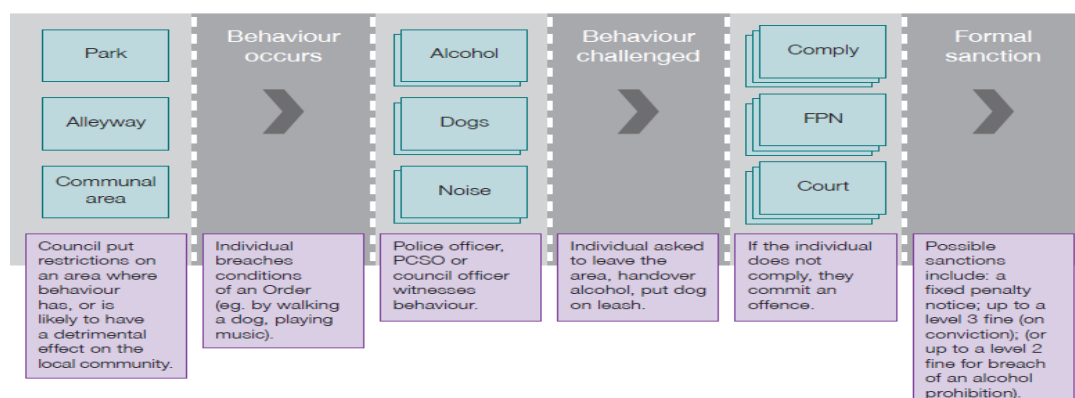 Park
Alleyway
Communal
area
Behaviour
occurs
Alcohol
Dogs
Noise
Behaviour
challenged
Comply
FPN
Court
Formal
sanction
Council put
restrictions on
an area where
behaviour
has, or is
likely to have
a detrimental
effect on the
local community.
Individual
breaches
conditions
of an Order
(eg. by walking
a dog, playing
music).
Police officer,
PCSO or
council officer
witnesses
behaviour.
Individual asked
to leave the
area, handover
alcohol, put dog
on leash.
If the individual
does not
comply, they
commit an
offence.
Possible
sanctions
include: a
fixed penalty
notice; up to a
level 3 fine (on
conviction); (or
up to a level 2
fine for breach
of an alcohol
prohibition).